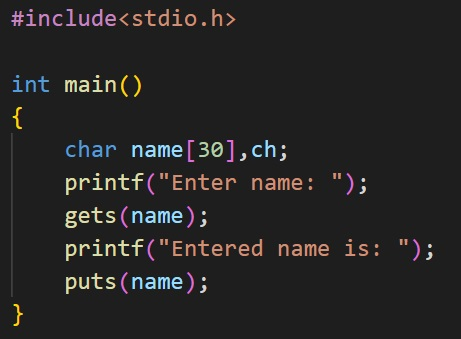 #include<stdio.h>
int main()
{
char name[30],ch;
printf("Enter name: ");
gets(name);
printf("Entered name is: ");
puts(name);
}